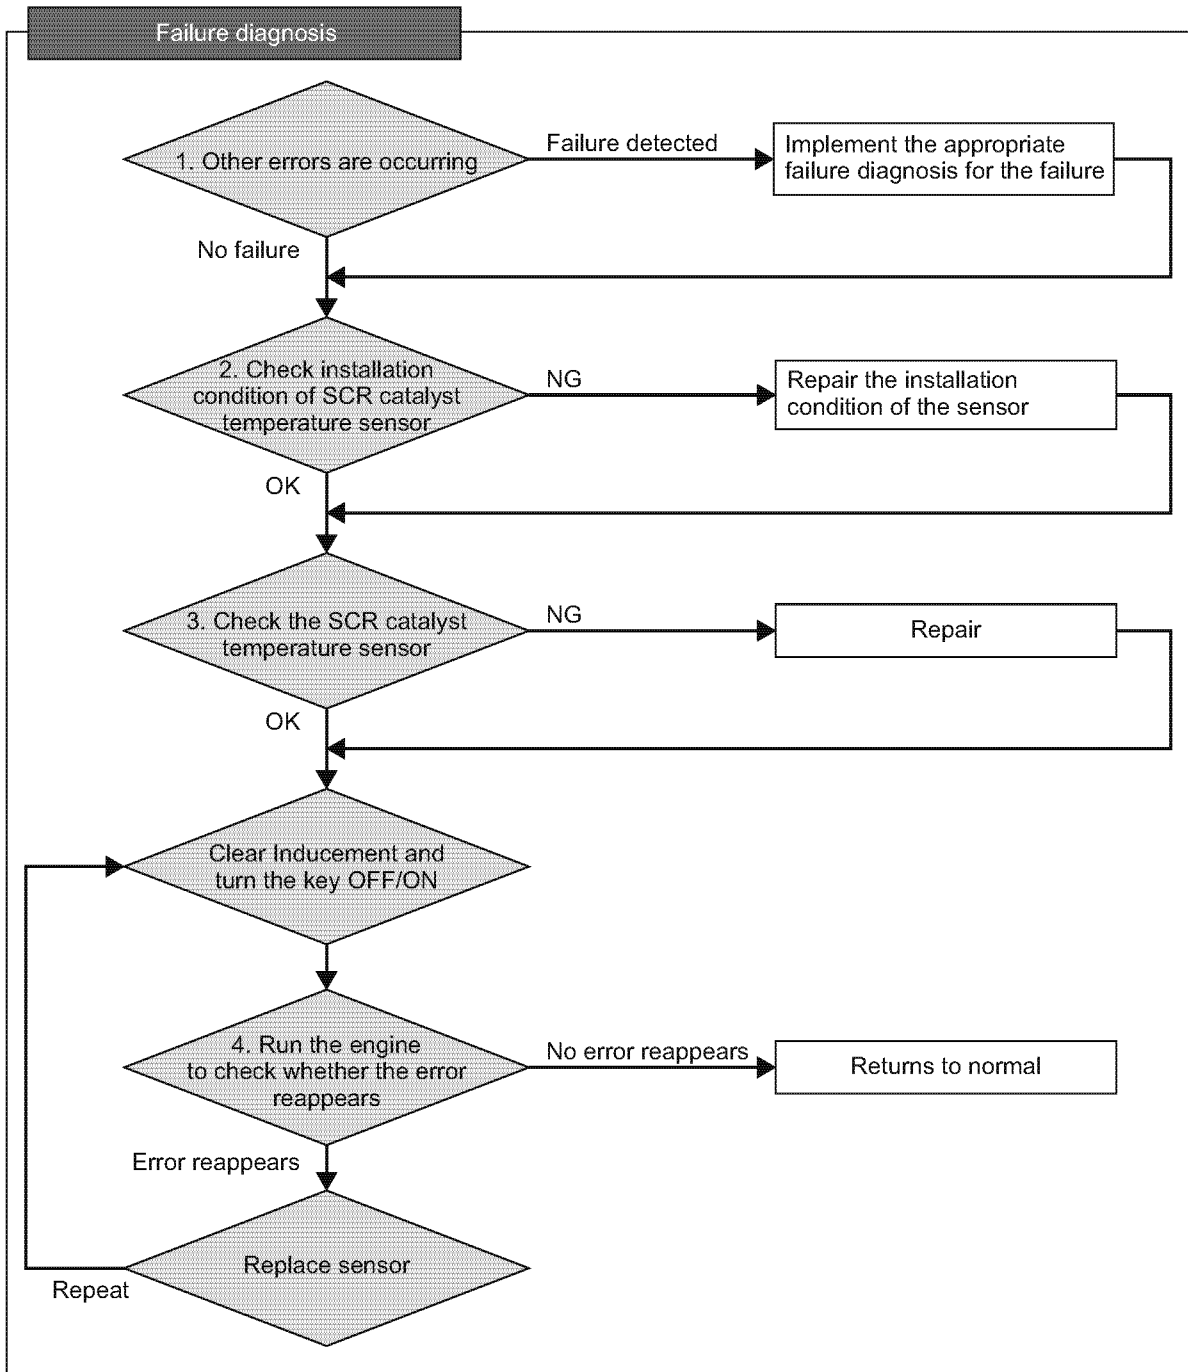 Failure diagnosis
1. Other errors are occurring
Failure detected
Implement the appropriate
failure diagnosis for the failure
No failure
2. Check installation
condition of SCR catalyst
temperature sensor
NG
Repair the installation
condition of the sensor
OK
3. Check the SCR catalyst
temperature sensor
NG
Repair
OK
Clear Inducement and
turn the key OFF/ON
4. Run the engine
to check whether the error
reappears
No error reappears
Returns to normal
Error reappears
Replace sensor
Repeat